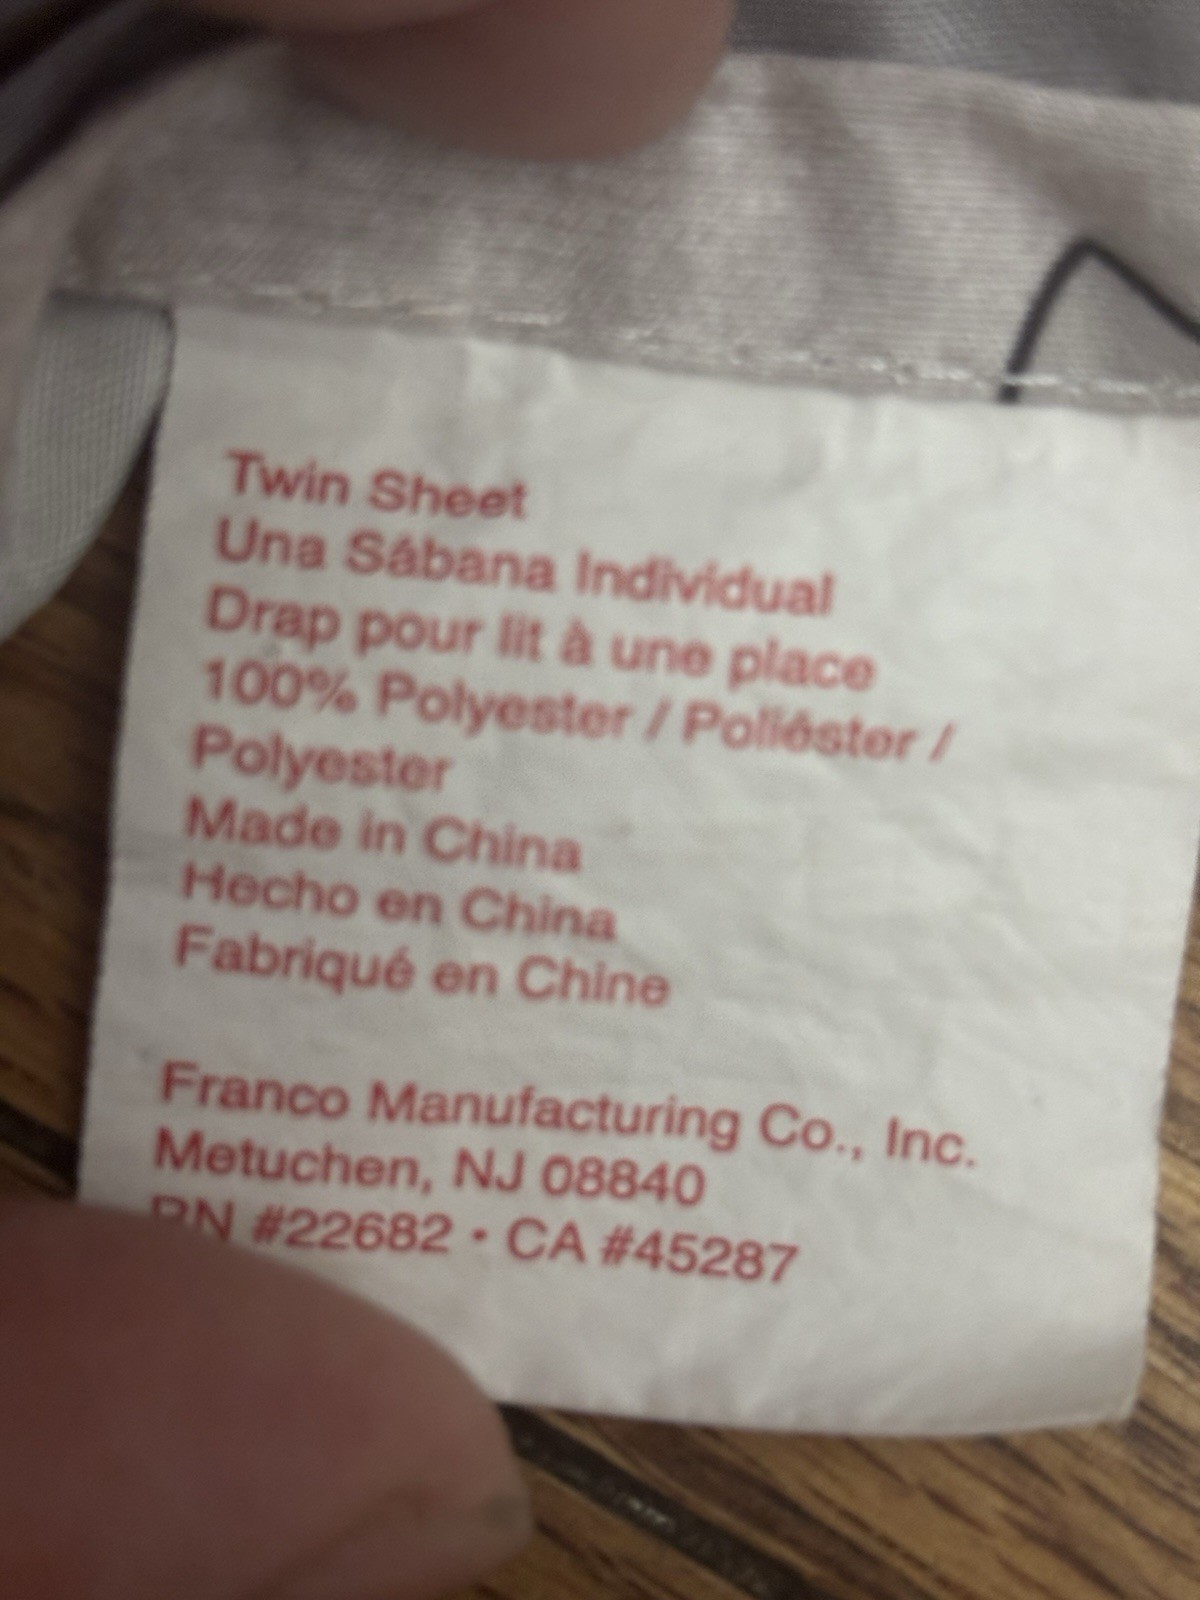 Twin Sheet
Una Sábana Individual
Drap pour lit à une place
100% Polyester / Poliéster /
Polyester
Made in China
Hecho en China
Fabriqué en Chine
Franco Manufacturing Co., Inc.
Metuchen, NJ 08840
RN #22682 • CA #45287